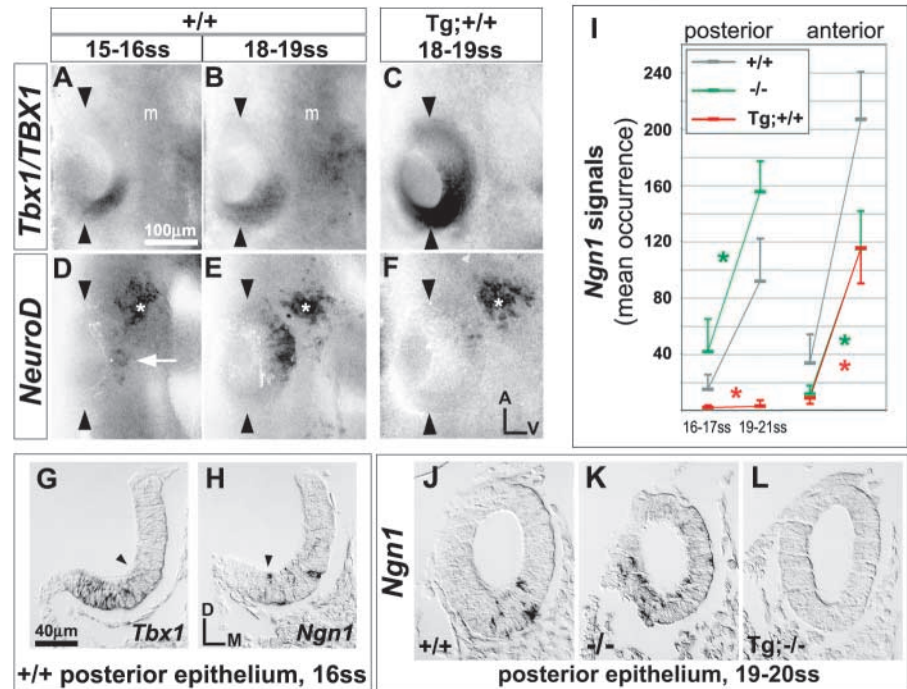 +/+
Tg;+/+
15-16ss
18-19ss
18-19ss
Tbx1/TBX1
A
m
100µm
B
m
C
NeuroD
D
*
E
*
F
*
A
V
I
posterior
anterior
+/+
-/-
Tg;+/+
Ngn1 signals
(mean occurrence)
240
200
160
120
80
40
*
*
*
*
16-17ss
19-21ss
G
40µm
Tbx1
H
D
M
Ngn1
+/+ posterior epithelium, 16ss
Ngn1
J
+/+
K
-/-
L
Tg;-/-
posterior epithelium, 19-20ss